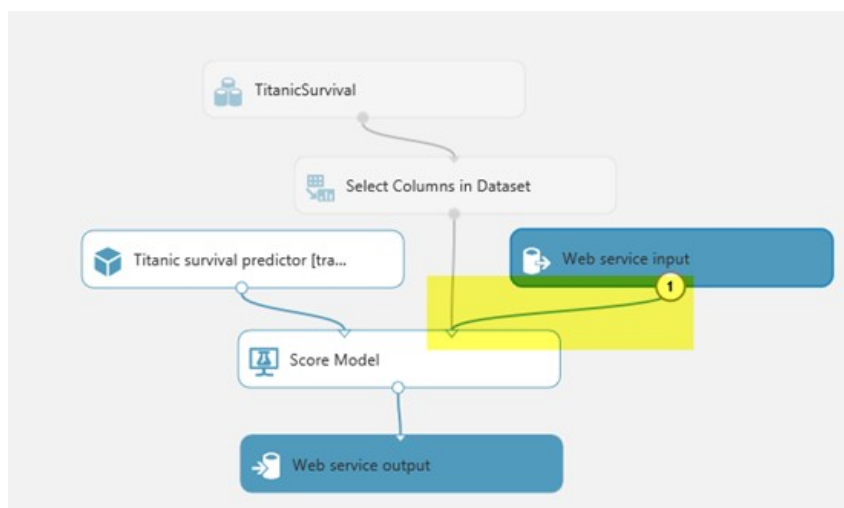 TitanicSurvival
Select Columns in Dataset
Titanic survival predictor [tra...
Web service input
1
Score Model
Web service output